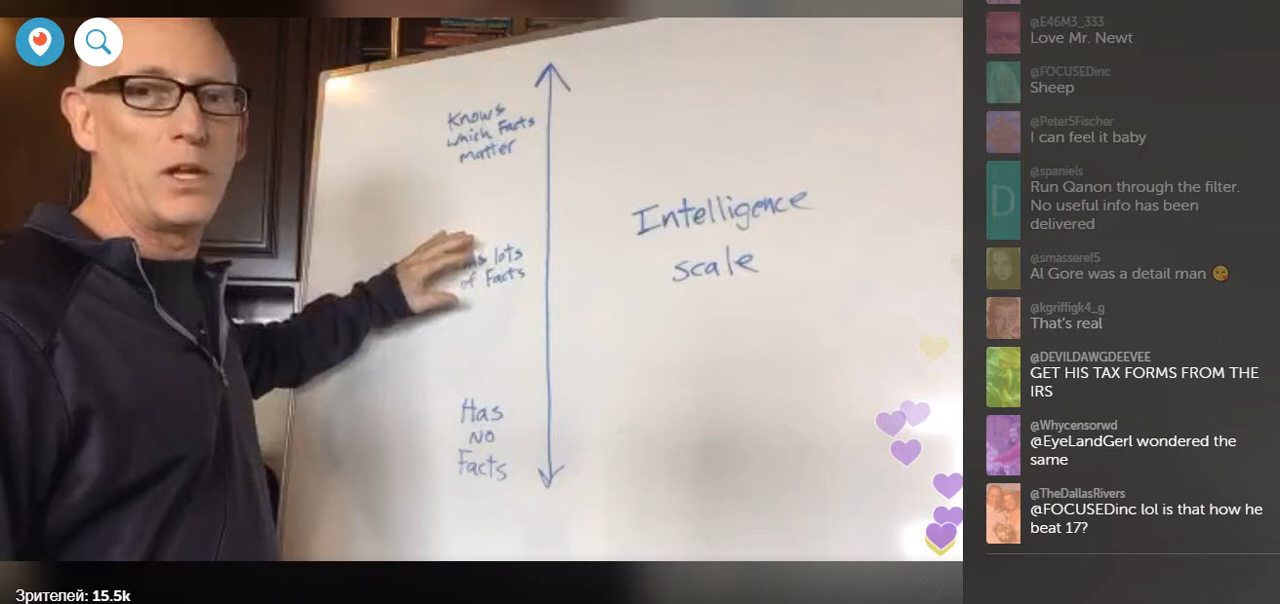 Knows
which Facts
matter
lots
of Facts
Has
NO
Facts
Intelligence
scale
Зрителей: 15.5k
@E46M3_333
Love Mr. Newt
@FOCUSEDinc
Sheep
@Peter5Fischer
I can feel it baby
D
@spaniels
Run Qanon through the filter.
No useful info has been
delivered
@smasseref5
Al Gore was a detail man 😜
@kgriffigk4_g
That's real
@DEVILDAWGDEEVEE
GET HIS TAX FORMS FROM THE
IRS
@Whycensorwd
@EyeLandGerl wondered the
same
@TheDallasRivers
@FOCUSEDinc lol is that how he
beat 17?